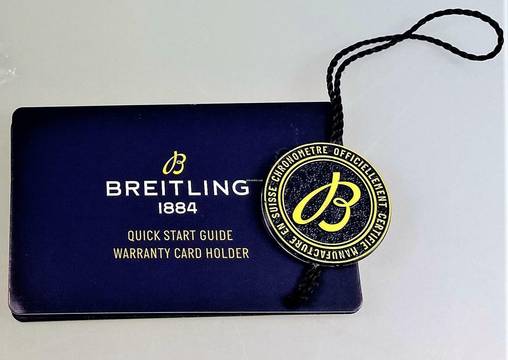 B
BREITLING
1884
QUICK START GUIDE
WARRANTY CARD HOLDER
B
CHRONOMETRE OFFICIELLEMENT CERTIFIE MANUFACTURE EN SUISSE